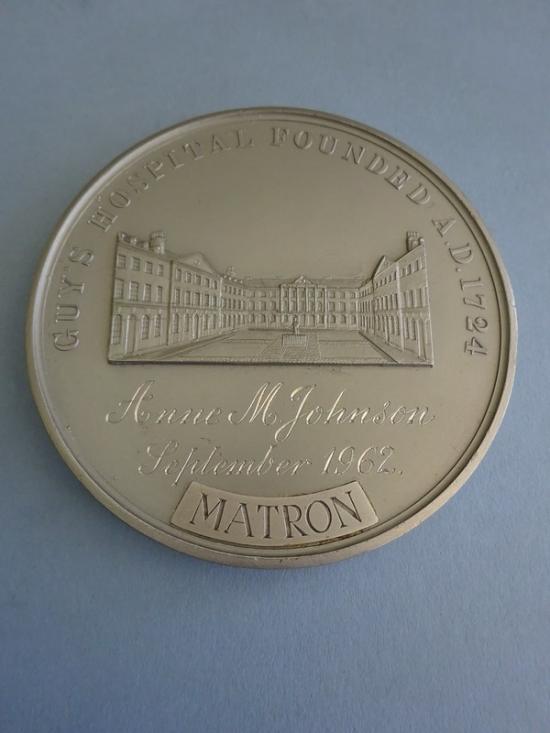 GUY'S HOSPITAL FOUNDED A.D. 1724
Anne M Johnson
September 1962.
MATRON